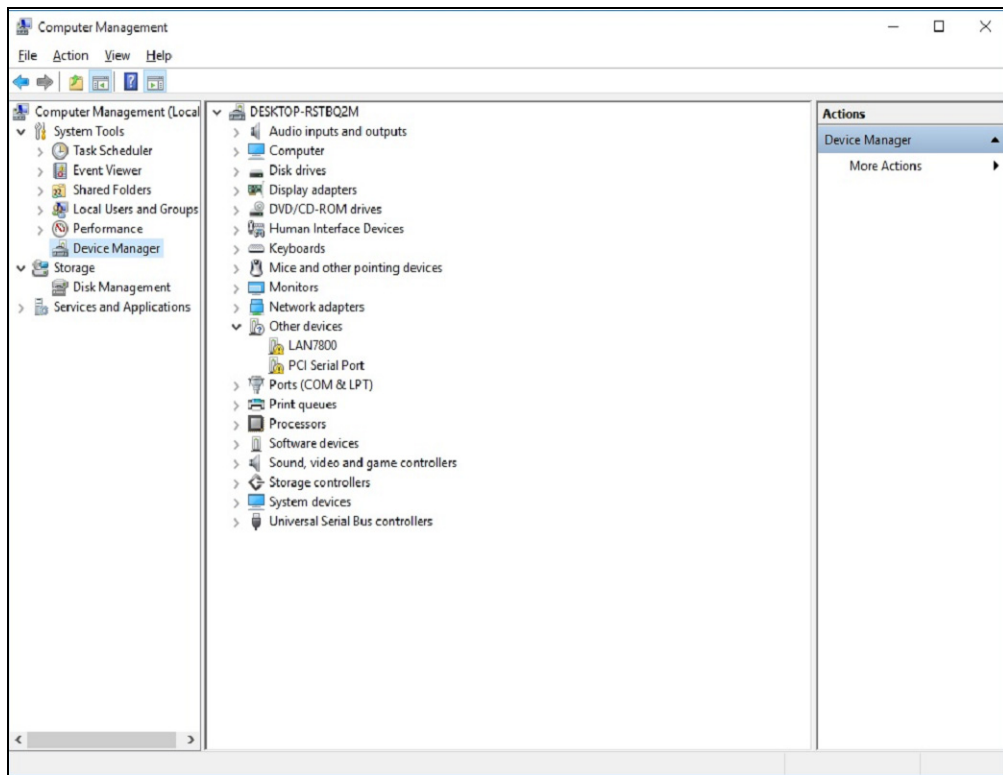 Computer Management
File Action View Help
Computer Management (Local
System Tools
Task Scheduler
Event Viewer
Shared Folders
Local Users and Groups
Performance
Device Manager
Storage
Disk Management
Services and Applications
DESKTOP-RSTBQ2M
Audio inputs and outputs
Computer
Disk drives
Display adapters
DVD/CD-ROM drives
Human Interface Devices
Keyboards
Mice and other pointing devices
Monitors
Network adapters
Other devices
LAN7800
PCI Serial Port
Ports (COM & LPT)
Print queues
Processors
Software devices
Sound, video and game controllers
Storage controllers
System devices
Universal Serial Bus controllers
Actions
Device Manager
More Actions